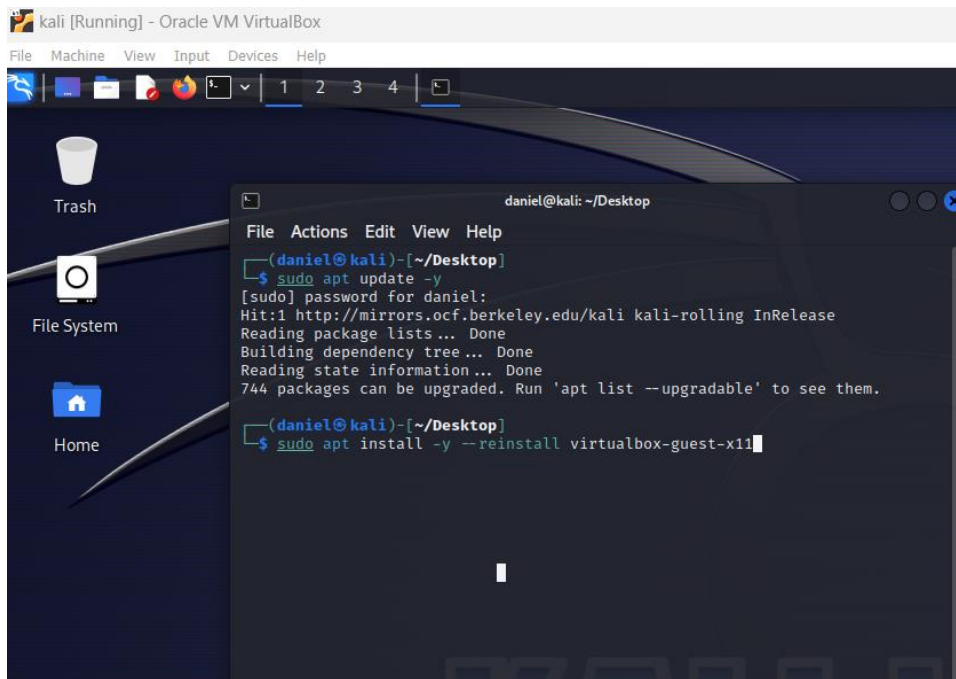 kali [Running] - Oracle VM VirtualBox
File Machine View Input Devices Help
1 2 3 4
Trash
File System
Home
daniel@kali: ~/Desktop
File Actions Edit View Help
┌──(daniel㉿kali)-[~/Desktop]
└─$ sudo apt update -y
[sudo] password for daniel:
Hit:1 http://mirrors.ocf.berkeley.edu/kali kali-rolling InRelease
Reading package lists... Done
Building dependency tree... Done
Reading state information... Done
744 packages can be upgraded. Run 'apt list --upgradable' to see them.
┌──(daniel㉿kali)-[~/Desktop]
└─$ sudo apt install -y --reinstall virtualbox-guest-x11